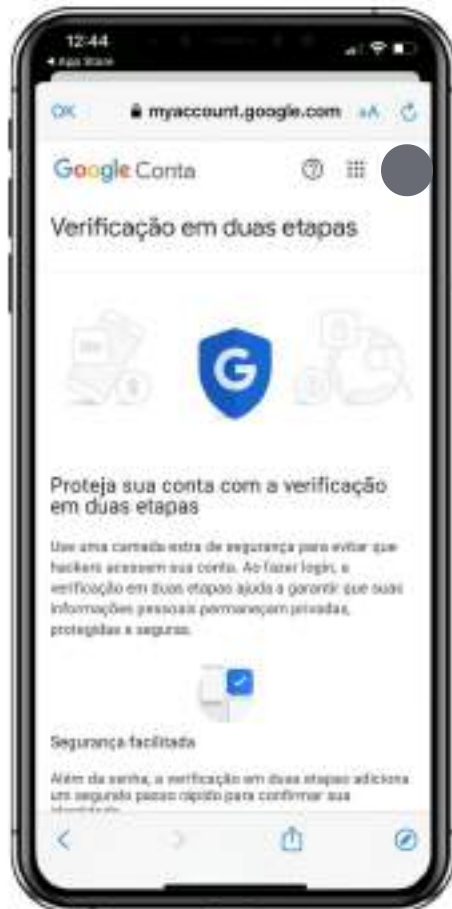 12:44
App Store
OK myaccount.google.com AA
Google Conta
Verificação em duas etapas
G
Proteja sua conta com a verificação
em duas etapas
Use uma camada extra de segurança para evitar que
hackers acessem sua conta. Ao fazer login, a
verificação em duas etapas ajuda a garantir que suas
informações pessoais permaneçam privadas,
protegidas e seguras.
Segurança facilitada
Além da senha, a verificação em duas etapas adiciona
um segundo passo rápido para confirmar sua